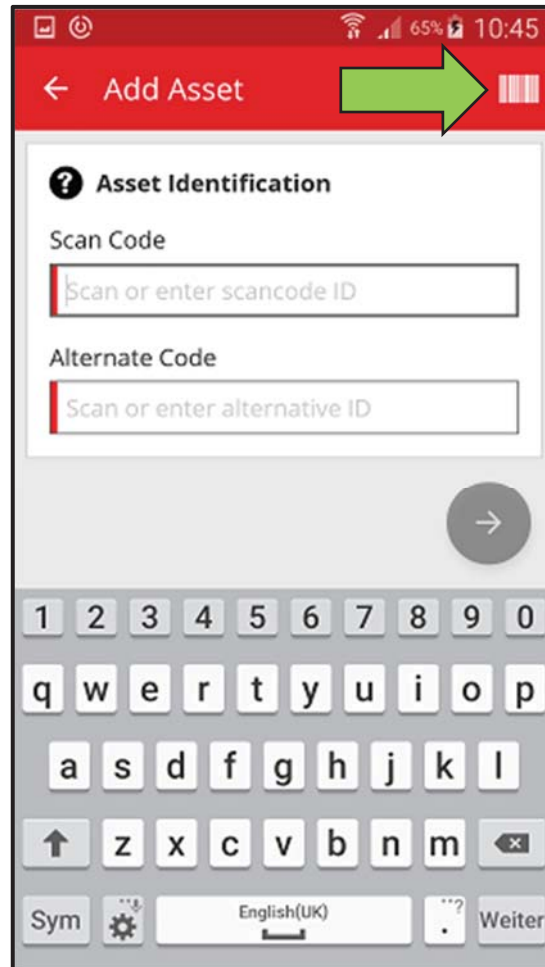 65% 10:45
Add Asset
? Asset Identification
Scan Code
Scan or enter scancode ID
Alternate Code
Scan or enter alternative ID
1 2 3 4 5 6 7 8 9 0
q w e r t y u i o p
a s d f g h j k l
z x c v b n m
Sym English(UK) . ...? Weiter